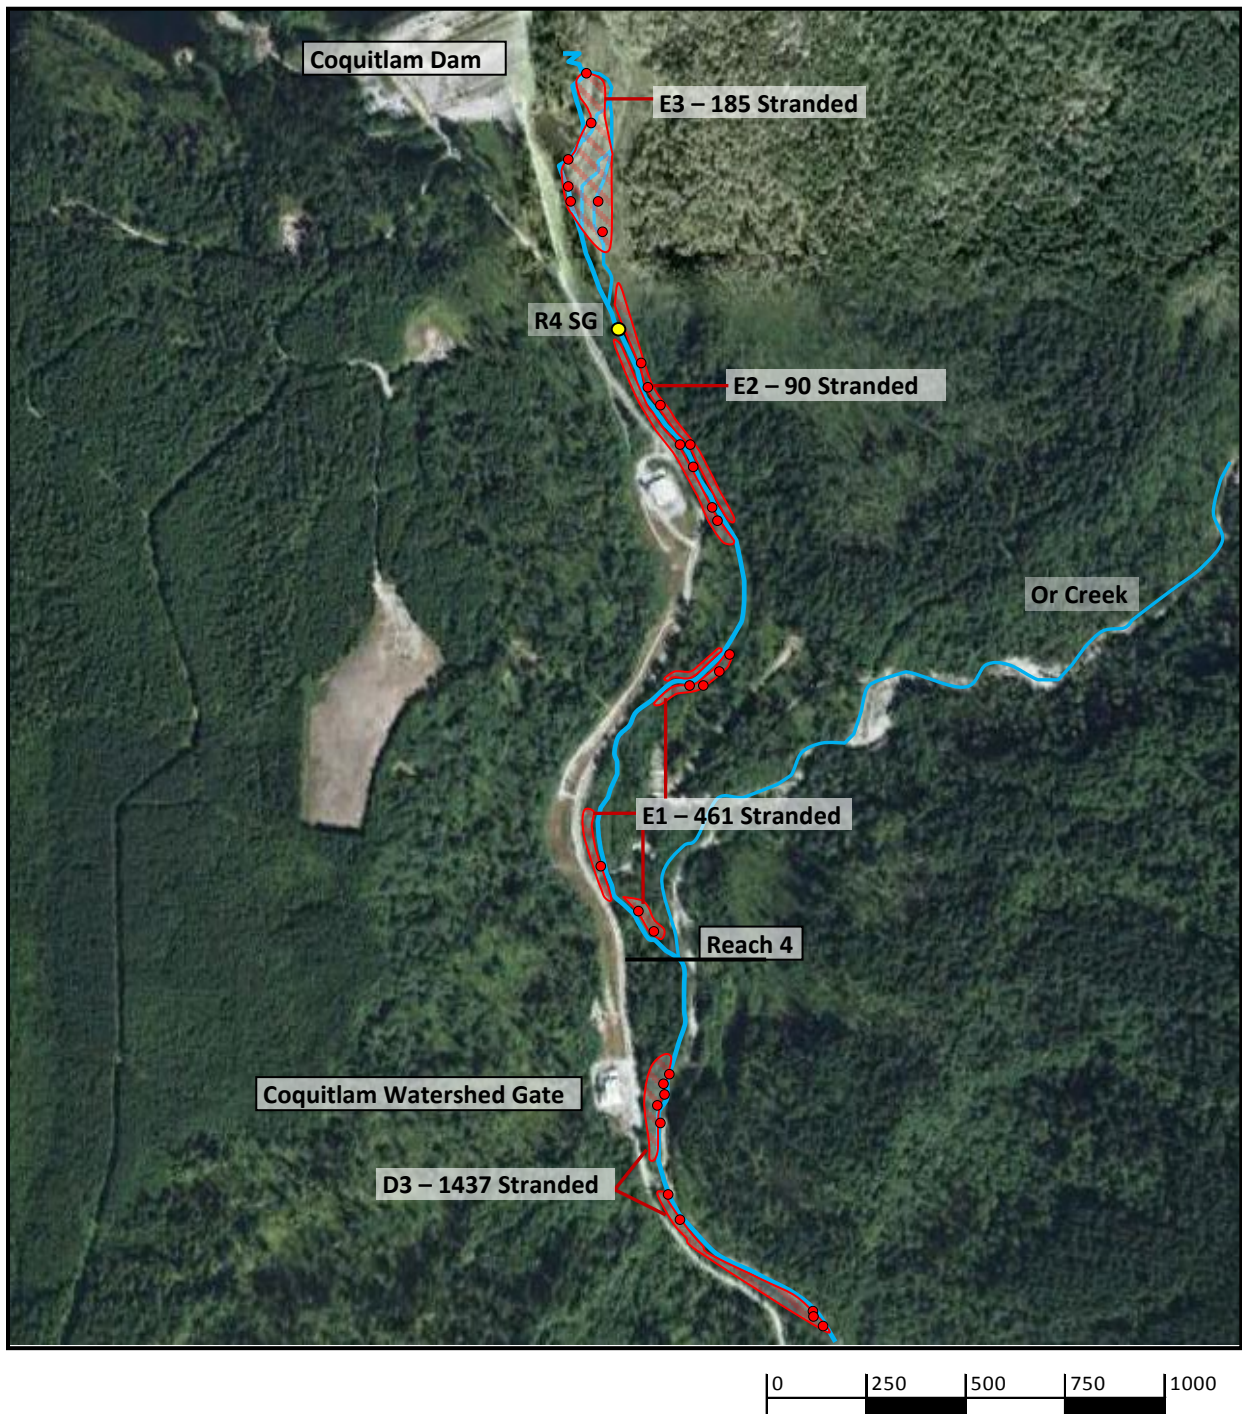 Coquitlam Dam
E3 – 185 Stranded
R4 SG
E2 – 90 Stranded
Or Creek
E1 – 461 Stranded
Reach 4
Coquitlam Watershed Gate
D3 – 1437 Stranded
0 250 500 750 1000